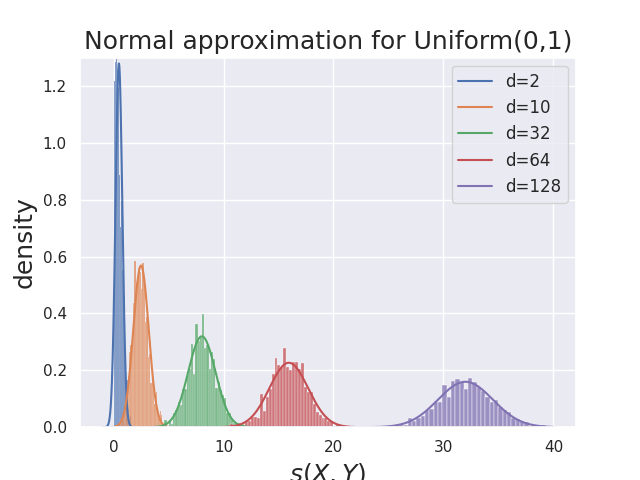 Normal approximation for Uniform(0,1)
d=2
d=10
d=32
d=64
d=128
density
1.2
1.0
0.8
0.6
0.4
0.2
0.0
0 10 20 30 40
s(X, Y)